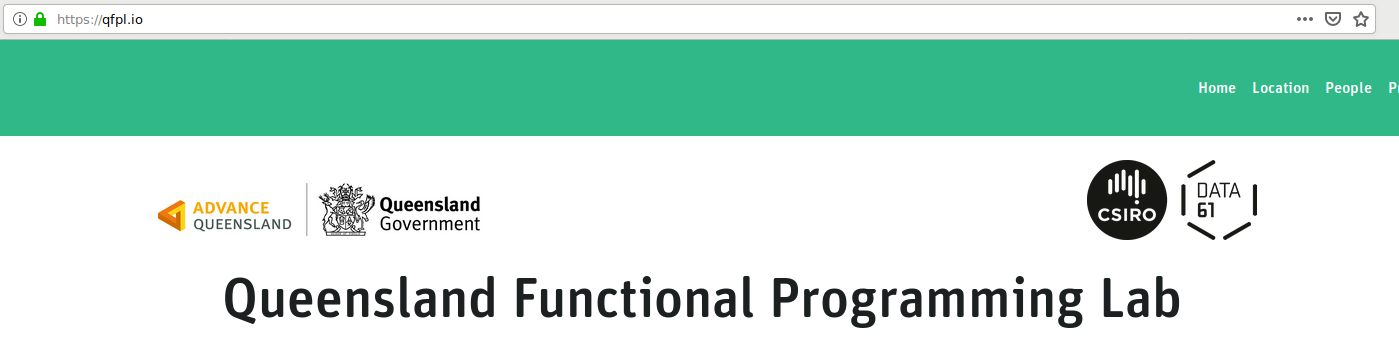 https://qfpl.io
Home Location People P
ADVANCE QUEENSLAND
Queensland Government
CSIRO
DATA 61
Queensland Functional Programming Lab